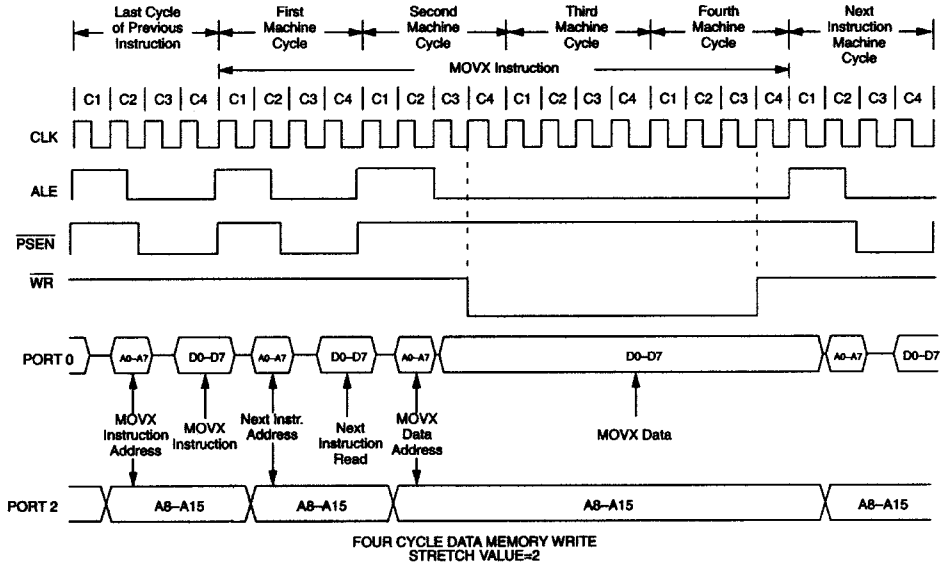 Last Cycle of Previous Instruction
First Machine Cycle
Second Machine Cycle
Third Machine Cycle
Fourth Machine Cycle
Next Instruction Machine Cycle
MOVX Instruction
C1 C2 C3 C4 C1 C2 C3 C4 C1 C2 C3 C4 C1 C2 C3 C4 C1 C2 C3 C4 C1 C2 C3 C4
CLK
ALE
PSEN
WR
PORT 0
A0–A7 D0–D7 A0–A7 D0–D7 A0–A7 D0–D7 A0–A7 D0–D7
MOVX Instruction Address
MOVX Instruction
Next Instr. Address
Next Instruction Read
MOVX Data Address
MOVX Data
PORT 2
A8–A15 A8–A15 A8–A15 A8–A15
FOUR CYCLE DATA MEMORY WRITE
STRETCH VALUE=2